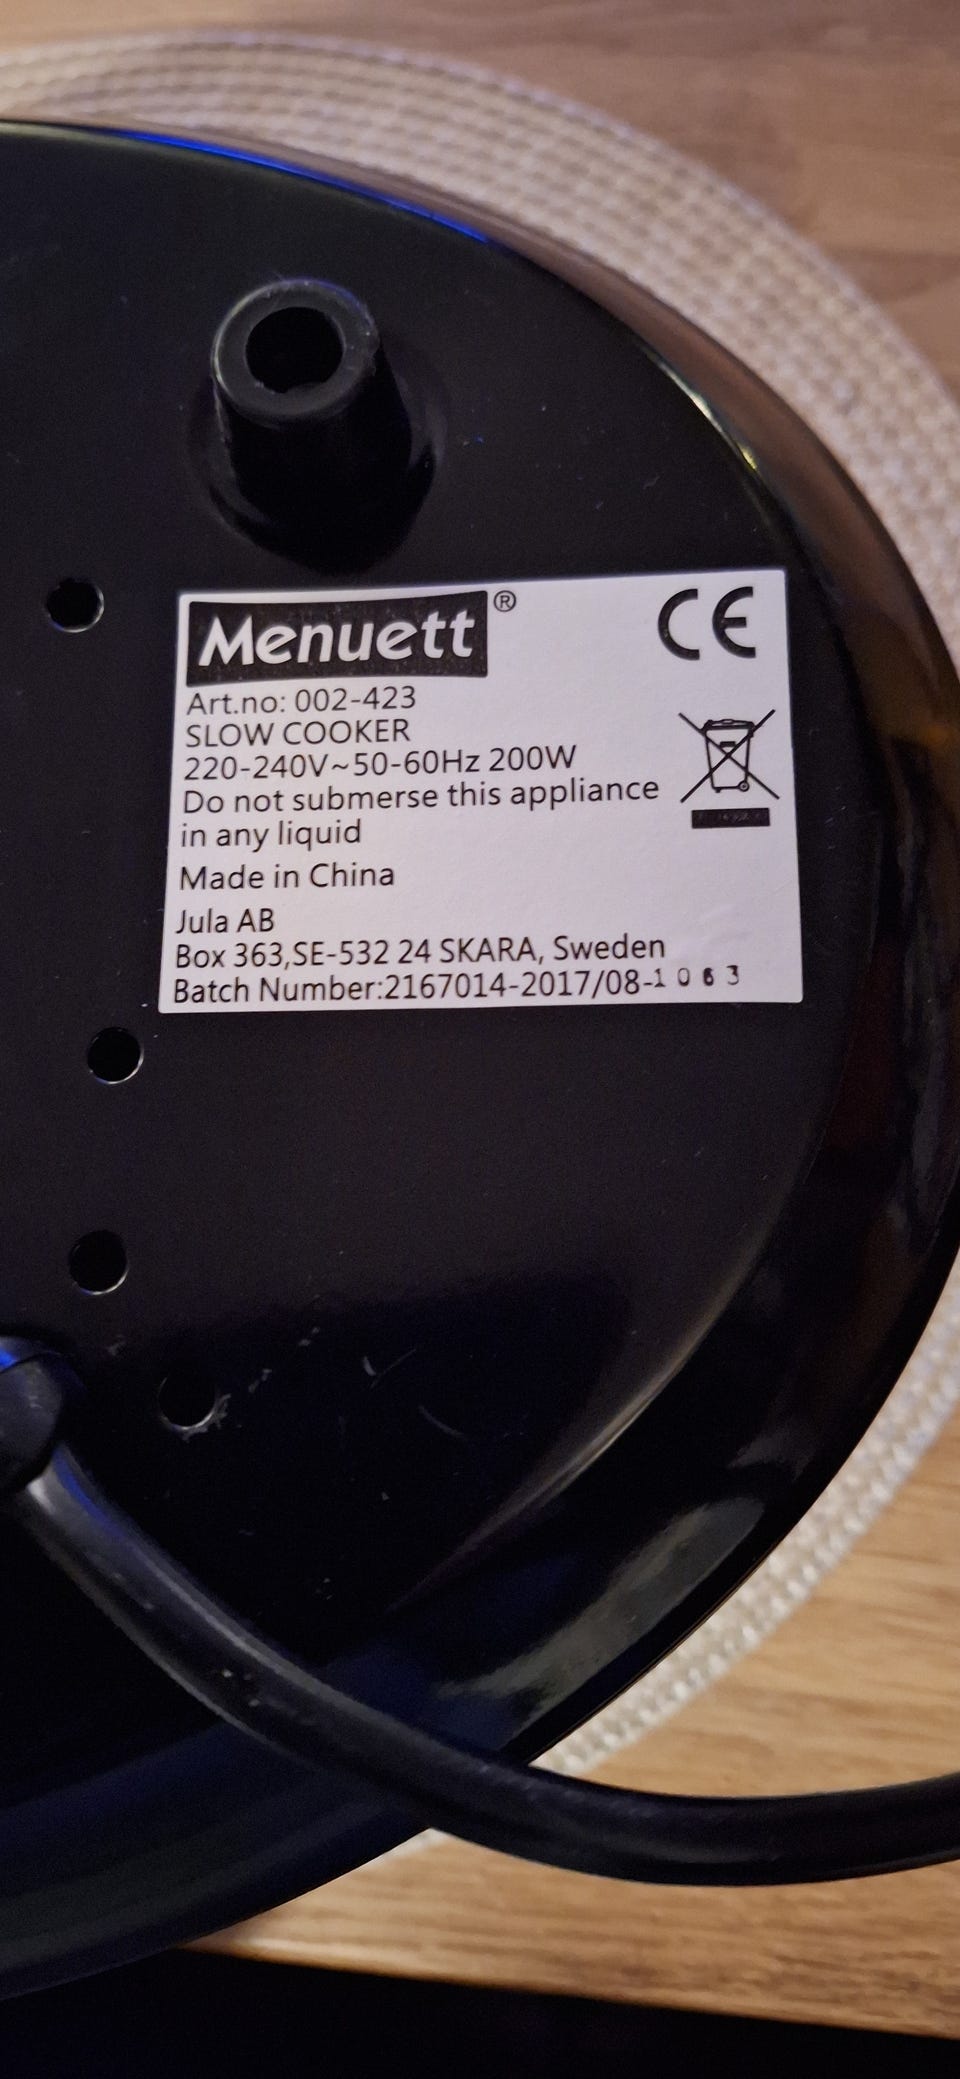 Menuett®
CE
Art.no: 002-423
SLOW COOKER
220-240V~50-60Hz 200W
Do not submerse this appliance
in any liquid
Made in China
Jula AB
Box 363,SE-532 24 SKARA, Sweden
Batch Number:2167014-2017/08-1063